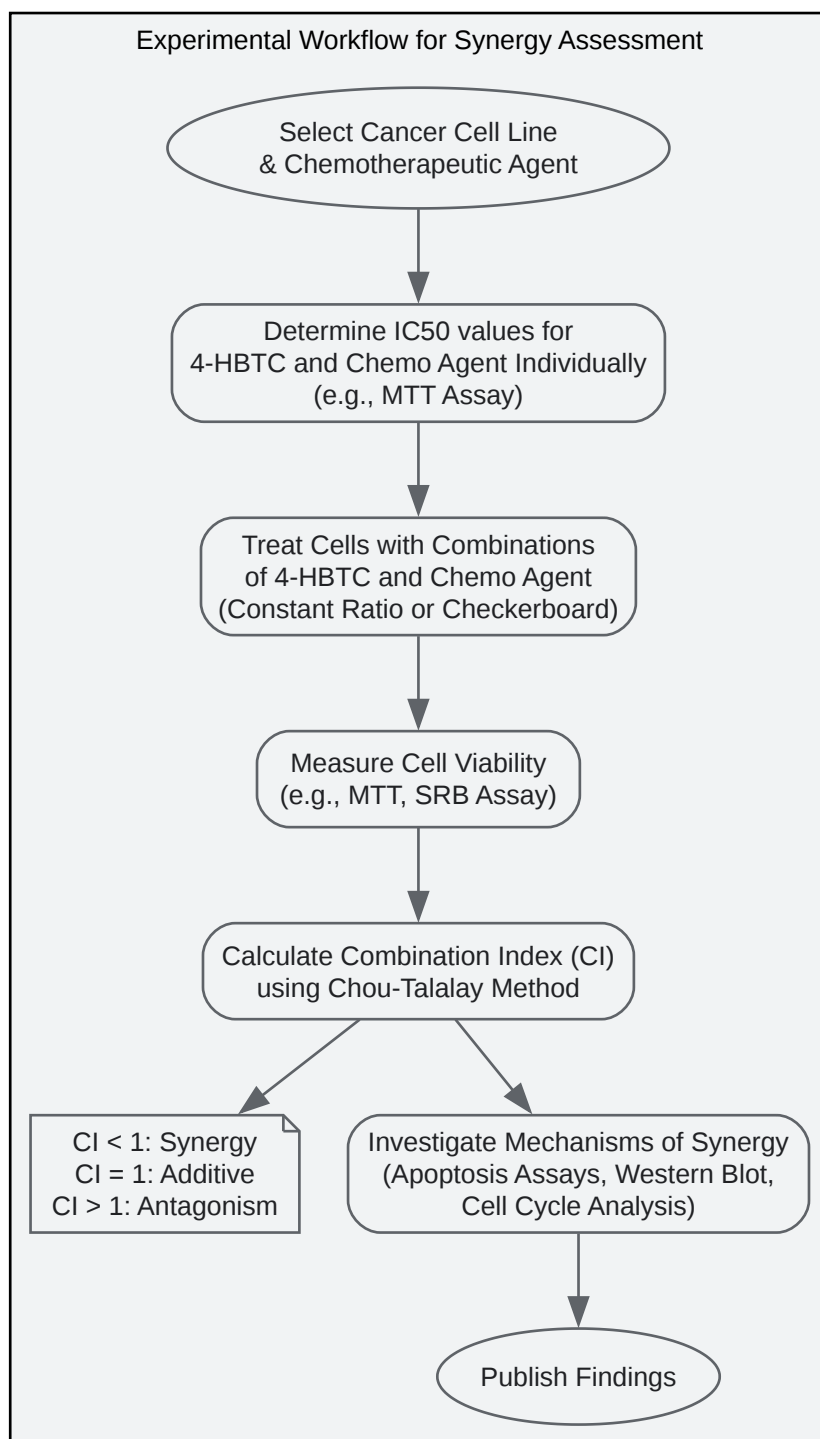 Experimental Workflow for Synergy Assessment
Select Cancer Cell Line
& Chemotherapeutic Agent
Determine IC50 values for
4-HBTC and Chemo Agent Individually
(e.g., MTT Assay)
Treat Cells with Combinations
of 4-HBTC and Chemo Agent
(Constant Ratio or Checkerboard)
Measure Cell Viability
(e.g., MTT, SRB Assay)
Calculate Combination Index (CI)
using Chou-Talalay Method
CI < 1: Synergy
CI = 1: Additive
CI > 1: Antagonism
Investigate Mechanisms of Synergy
(Apoptosis Assays, Western Blot,
Cell Cycle Analysis)
Publish Findings